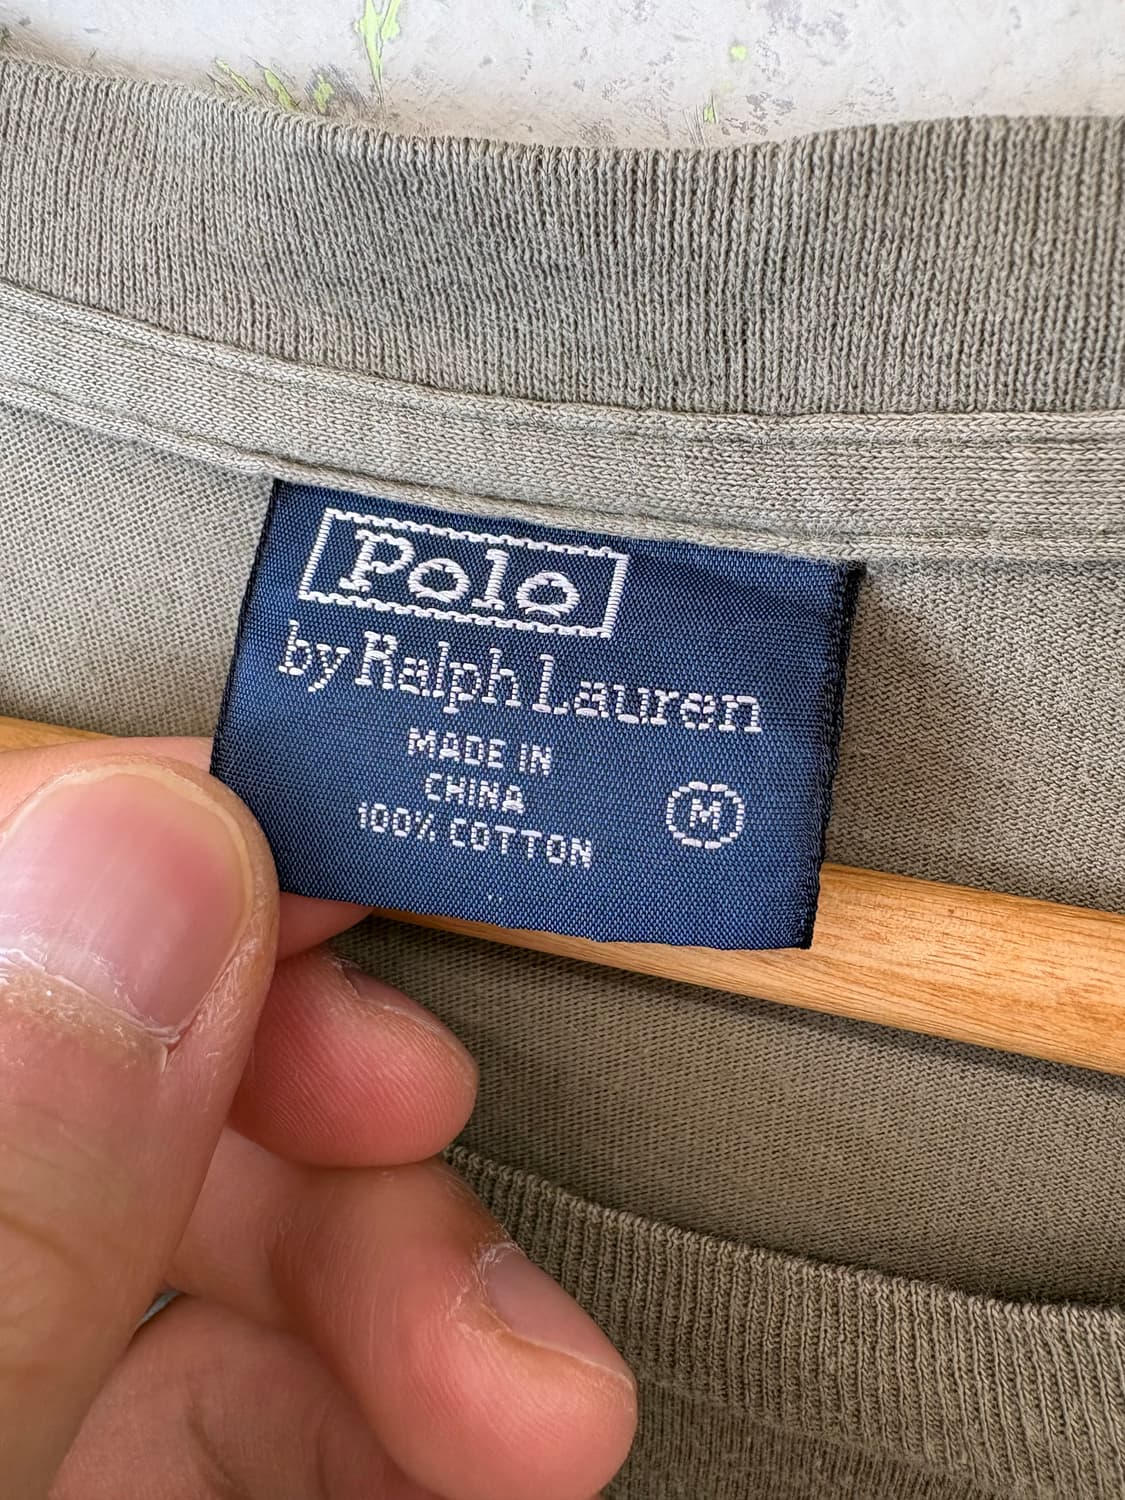 Polo
by Ralph Lauren
MADE IN
CHINA
100% COTTON
M